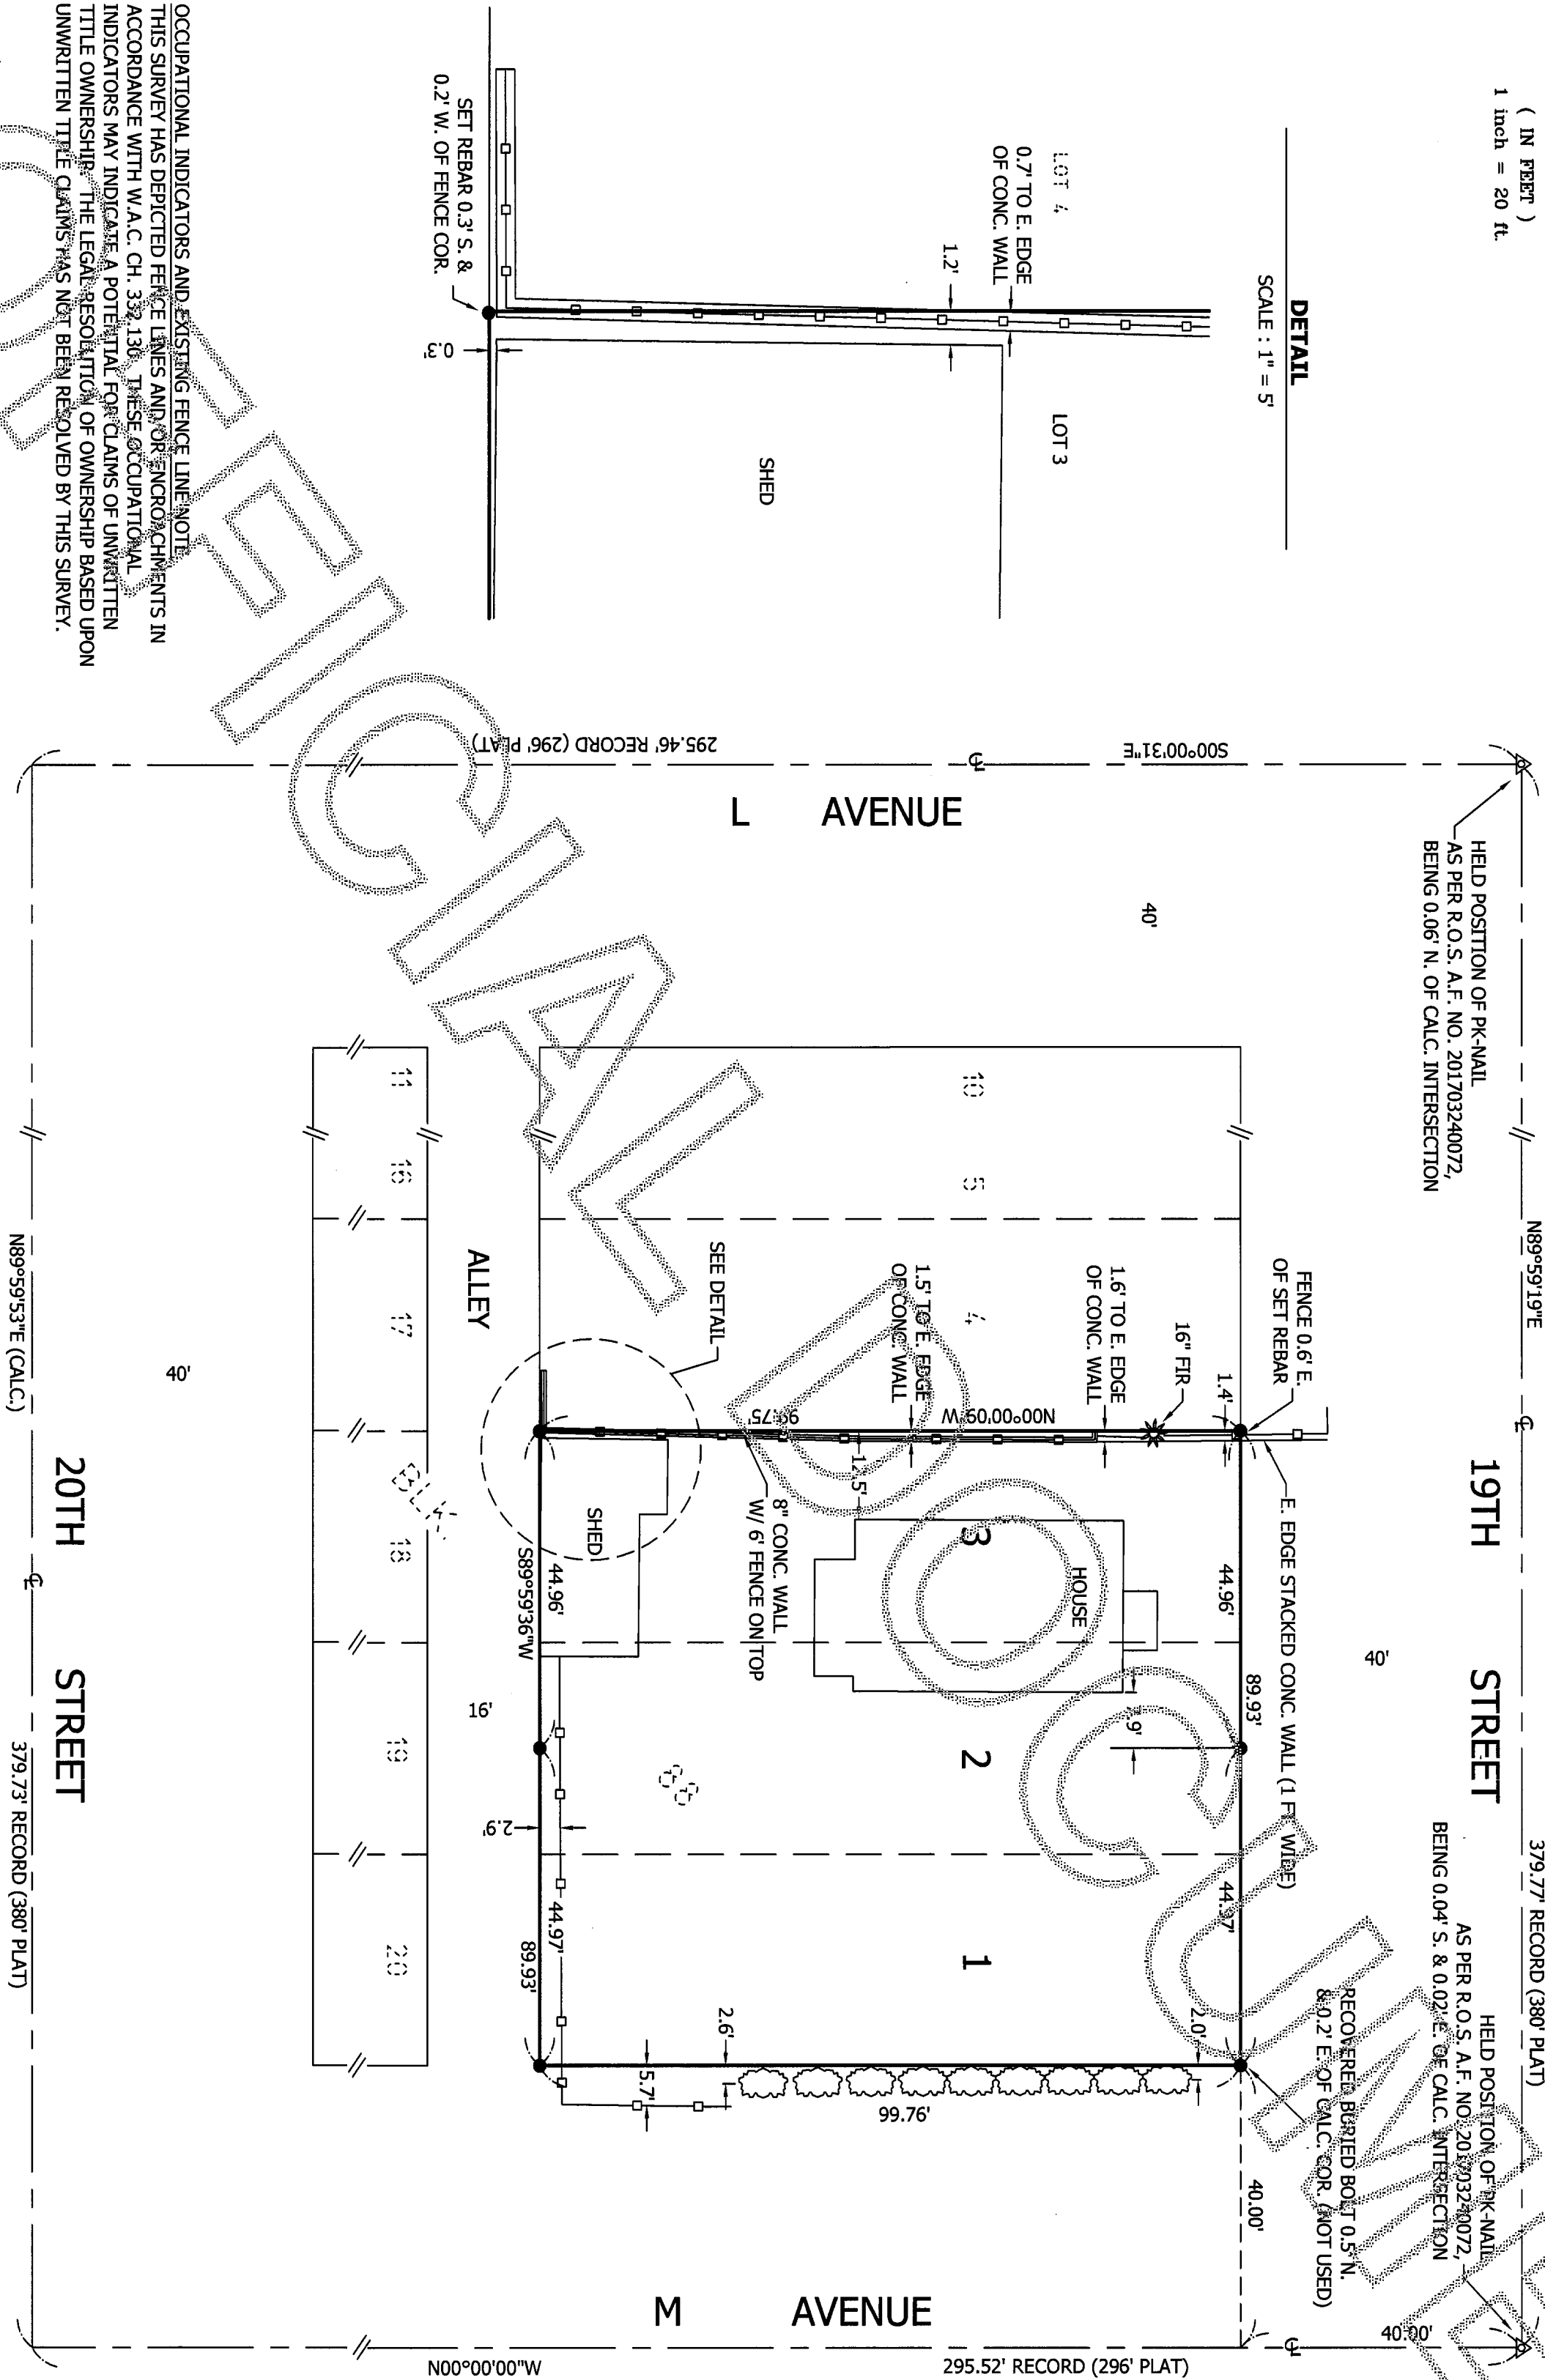 ( IN FEET )
1 inch = 20 ft.
DETAIL
SCALE : 1" = 5'
LOT 4
0.7' TO E. EDGE
OF CONC. WALL
1.2'
LOT 3
SHED
SET REBAR 0.3' S. &
0.2' W. OF FENCE COR.
0.3'
OCCUPATIONAL INDICATORS AND EXISTING FENCE LINE NOTE
THIS SURVEY HAS DEPICTED FENCE LINES AND/OR ENCROACHMENTS IN
ACCORDANCE WITH W.A.C. CH. 332.130. THESE OCCUPATIONAL
INDICATORS MAY INDICATE A POTENTIAL FOR CLAIMS OF UNWRITTEN
TITLE OWNERSHIP. THE LEGAL RESOLUTION OF OWNERSHIP BASED UPON
UNWRITTEN TITLE CLAIMS HAS NOT BEEN RESOLVED BY THIS SURVEY.
S00°00'31"E
295.46' RECORD (296' PLAT)
L AVENUE
40'
HELD POSITION OF PK-NAIL
AS PER R.O.S. A.F. NO. 201703240072,
BEING 0.06' N. OF CALC. INTERSECTION
N89°59'19"E
379.77' RECORD (380' PLAT)
19TH STREET
40'
HELD POSITION OF PK-NAIL
AS PER R.O.S. A.F. NO. 201703240072,
BEING 0.04' S. & 0.02' E. OF CALC. INTERSECTION
FENCE 0.6' E.
OF SET REBAR
E. EDGE STACKED CONC. WALL (1 FT WIDE)
RECOVERED BURIED BOLT 0.5' N.
& 0.2' E. OF CALC. COR. (NOT USED)
40.00'
40.00'
1.4'
44.96'
89.93'
44.97'
2.0'
16" FIR
1.6' TO E. EDGE
OF CONC. WALL
1.5' TO E. EDGE
OF CONC. WALL
N00°00'09"W
99.75'
12.5'
HOUSE
10
5
4
3
2
1
99.76'
8" CONC. WALL
W/ 6' FENCE ON TOP
SEE DETAIL
2.6'
5.7'
88
SHED
44.96'
S89°59'36"W
44.97'
89.93'
2.9'
16'
ALLEY
BLK.
11
16
17
18
19
20
40'
20TH STREET
N89°59'53"E (CALC.)
379.73' RECORD (380' PLAT)
M AVENUE
N00°00'00"W
295.52' RECORD (296' PLAT)
OFFICIAL DOCUME